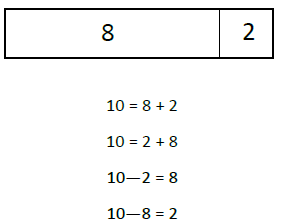 8 2
10 = 8 + 2
10 = 2 + 8
10—2 = 8
10—8 = 2